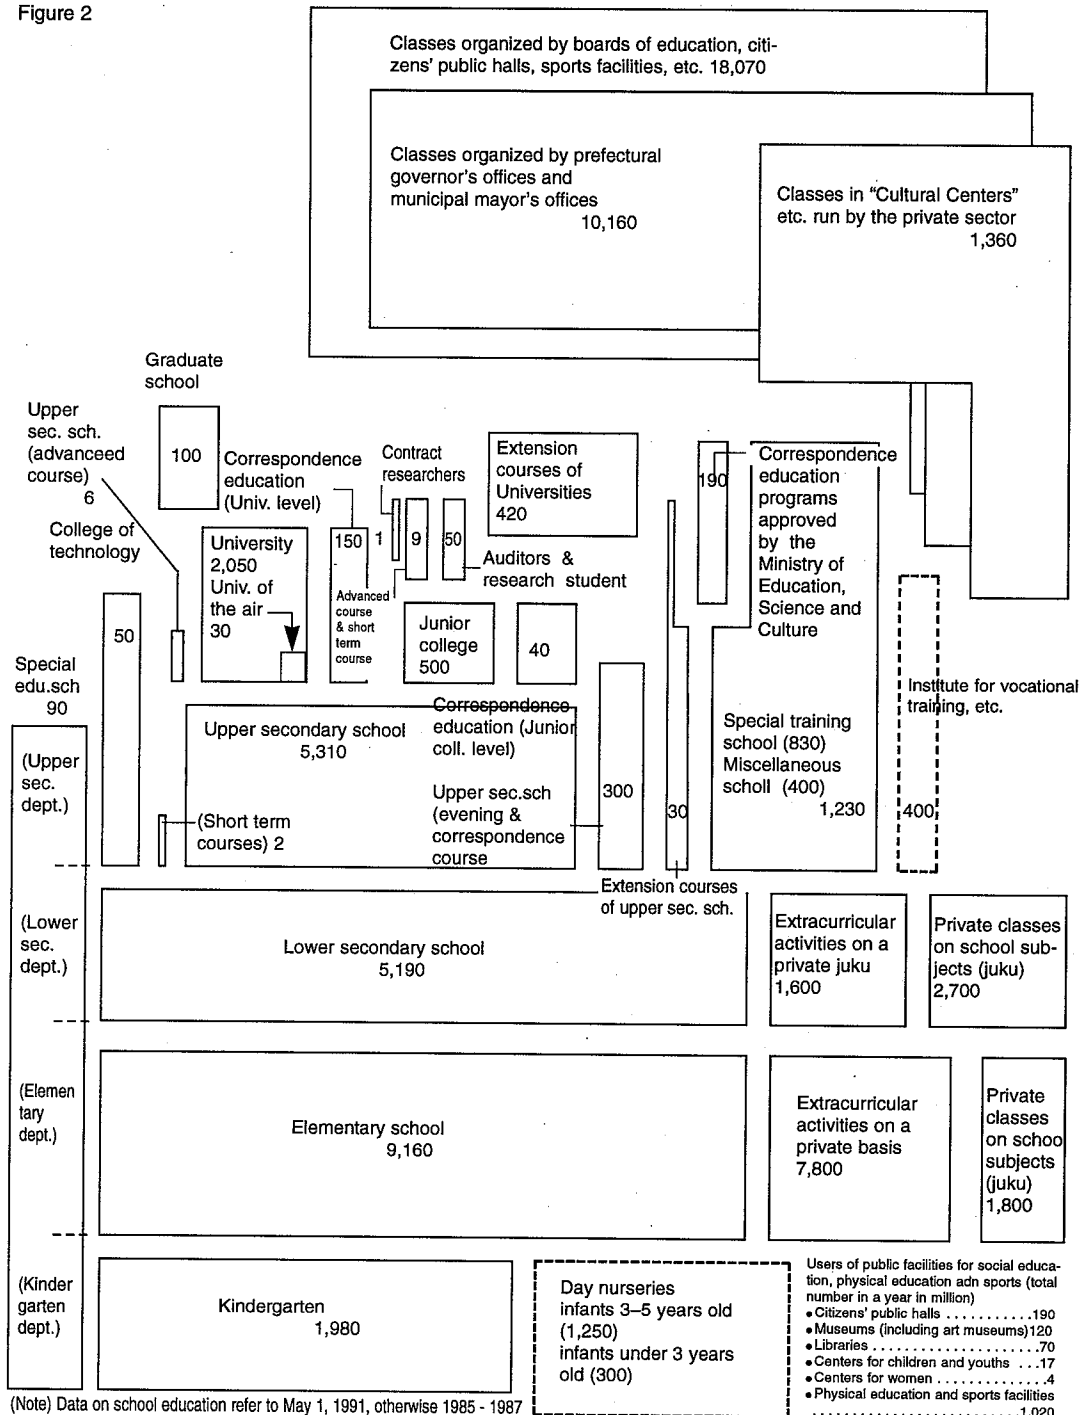 Figure 2
Classes organized by boards of education, citi-
zens' public halls, sports facilities, etc. 18,070
Classes organized by prefectural
governor's offices and
municipal mayor's offices
10,160
Classes in “Cultural Centers”
etc. run by the private sector
1,360
Graduate
school
100
Upper
sec. sch.
(advanceed
course)
6
College of
technology
50
Correspondence
education
(Univ. level)
150
Contract
researchers
1
9
50
Extension
courses of
Universities
420
190
Correspondence
education
programs
approved
by the
Ministry of
Education,
Science and
Culture
University
2,050
Univ. of
the air
30
Advanced
course
& short
term
course
Auditors &
research student
Junior
college
500
40
Special
edu.sch
90
Institute for vocational
training, etc.
400
(Upper
sec.
dept.)
Upper secondary school
5,310
Correspondence
education (Junior
coll. level)
(Short term
courses) 2
Upper sec.sch
(evening &
correspondence
course
300
30
Special training
school (830)
Miscellaneous
scholl (400)
1,230
Extension courses
of upper sec. sch.
(Lower
sec.
dept.)
Lower secondary school
5,190
Extracurricular
activities on a
private juku
1,600
Private classes
on school sub-
jects (juku)
2,700
(Elemen
tary
dept.)
Elementary school
9,160
Extracurricular
activities on a
private basis
7,800
Private
classes
on schoo
subjects
(juku)
1,800
(Kinder
garten
dept.)
Kindergarten
1,980
Day nurseries
infants 3–5 years old
(1,250)
infants under 3 years
old (300)
Users of public facilities for social educa-
tion, physical education adn sports (total
number in a year in million)
• Citizens' public halls ...........190
• Museums (including art museums)120
• Libraries ....................70
• Centers for children and youths ...17
• Centers for women .............4
• Physical education and sports facilities
............................1,020
(Note) Data on school education refer to May 1, 1991, otherwise 1985 - 1987